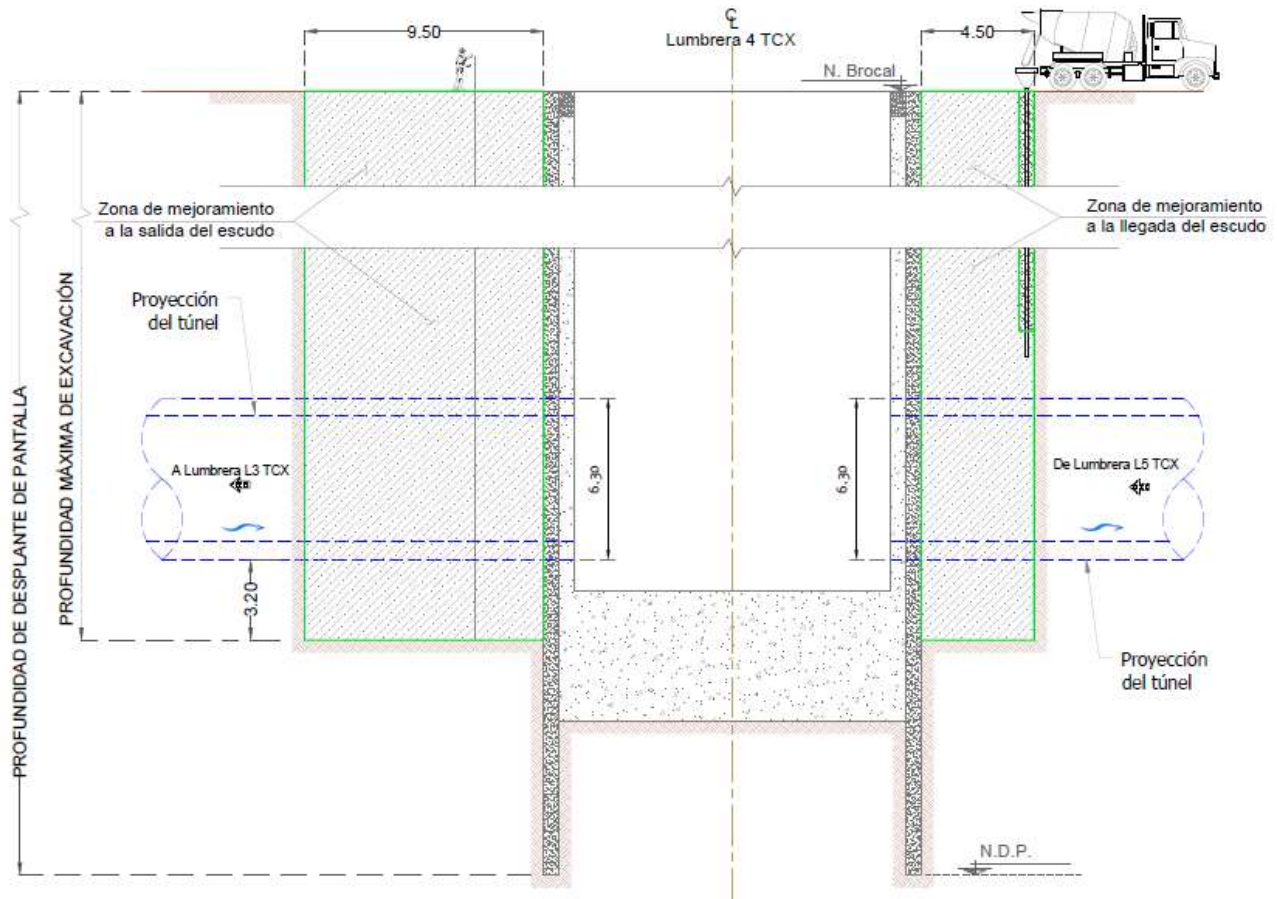 9.50
C
L
Lumbrera 4 TCX
4.50
N. Brocal
Zona de mejoramiento
a la salida del escudo
Zona de mejoramiento
a la llegada del escudo
PROFUNDIDAD DE DESPLANTE DE PANTALLA
PROFUNDIDAD MÁXIMA DE EXCAVACIÓN
Proyección
del túnel
A Lumbrera L3 TCX
6.30
6.30
De Lumbrera L5 TCX
3.20
Proyección
del túnel
N.D.P.